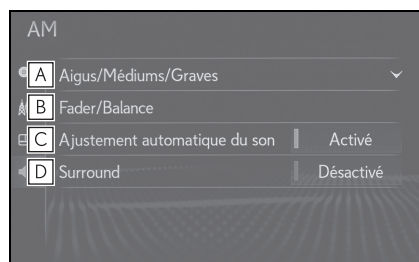 AM
A Aigus/Médiums/Graves
B Fader/Balance
C Ajustement automatique du son Activé
D Surround Désactivé